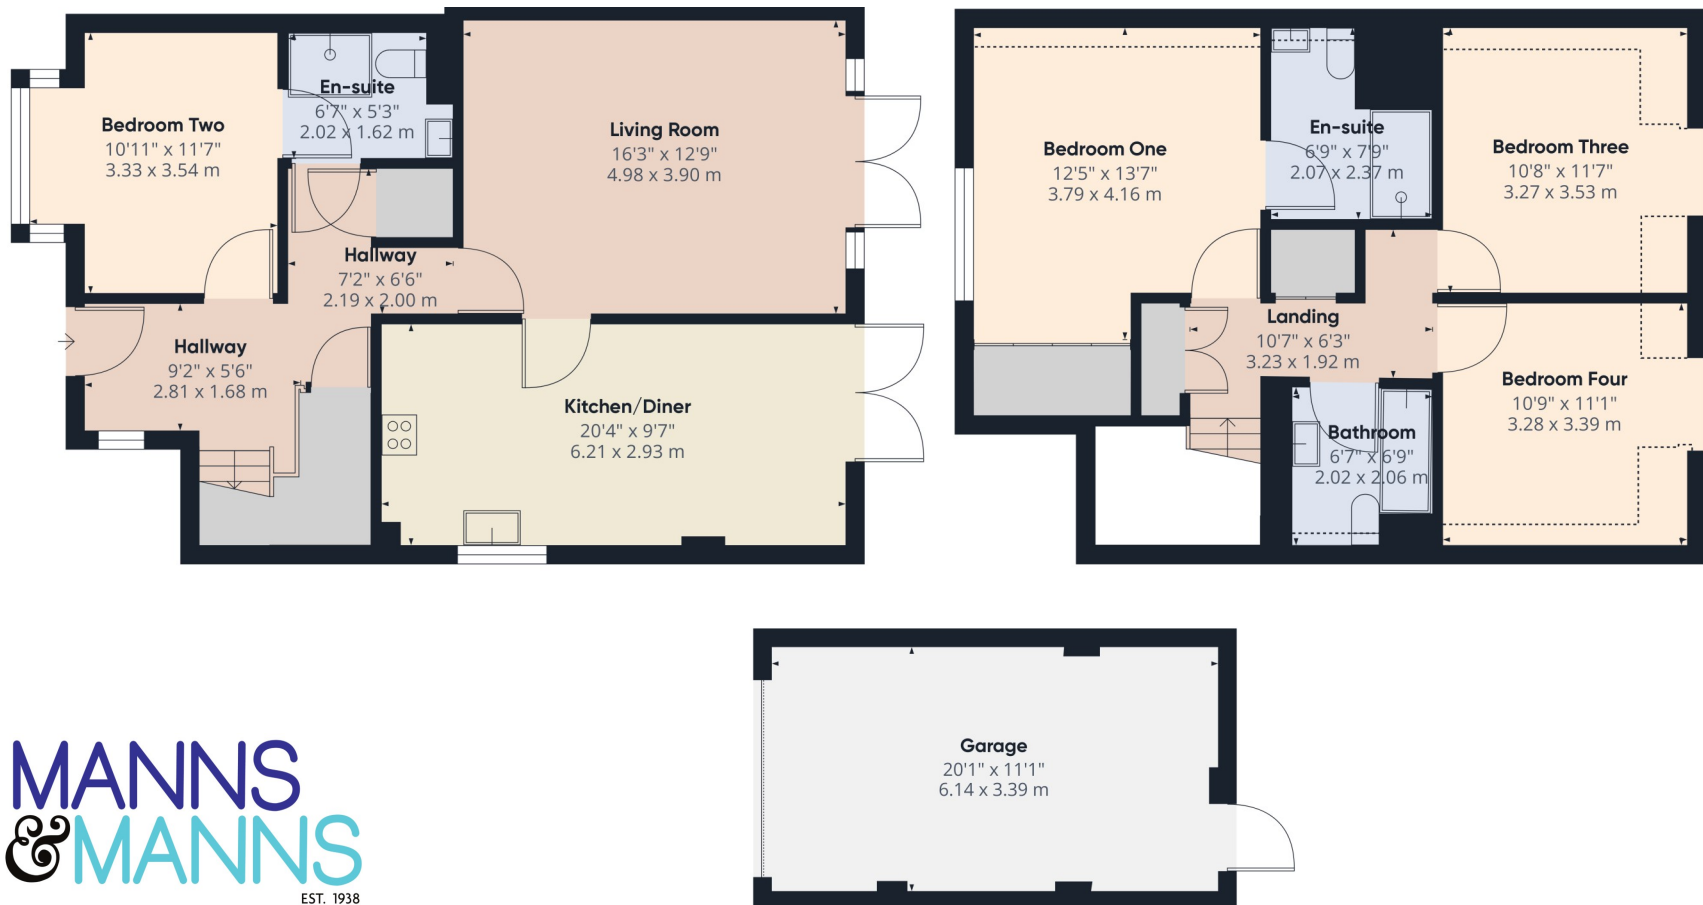 Bedroom Two
10'11" x 11'7"
3.33 x 3.54 m
En-suite
6'7" x 5'3"
2.02 x 1.62 m
Living Room
16'3" x 12'9"
4.98 x 3.90 m
Hallway
7'2" x 6'6"
2.19 x 2.00 m
Hallway
9'2" x 5'6"
2.81 x 1.68 m
Kitchen/Diner
20'4" x 9'7"
6.21 x 2.93 m
Bedroom One
12'5" x 13'7"
3.79 x 4.16 m
En-suite
6'9" x 7'9"
2.07 x 2.37 m
Bedroom Three
10'8" x 11'7"
3.27 x 3.53 m
Landing
10'7" x 6'3"
3.23 x 1.92 m
Bedroom Four
10'9" x 11'1"
3.28 x 3.39 m
Bathroom
6'7" x 6'9"
2.02 x 2.06 m
Garage
20'1" x 11'1"
6.14 x 3.39 m
MANNS
&MANNS
EST. 1938